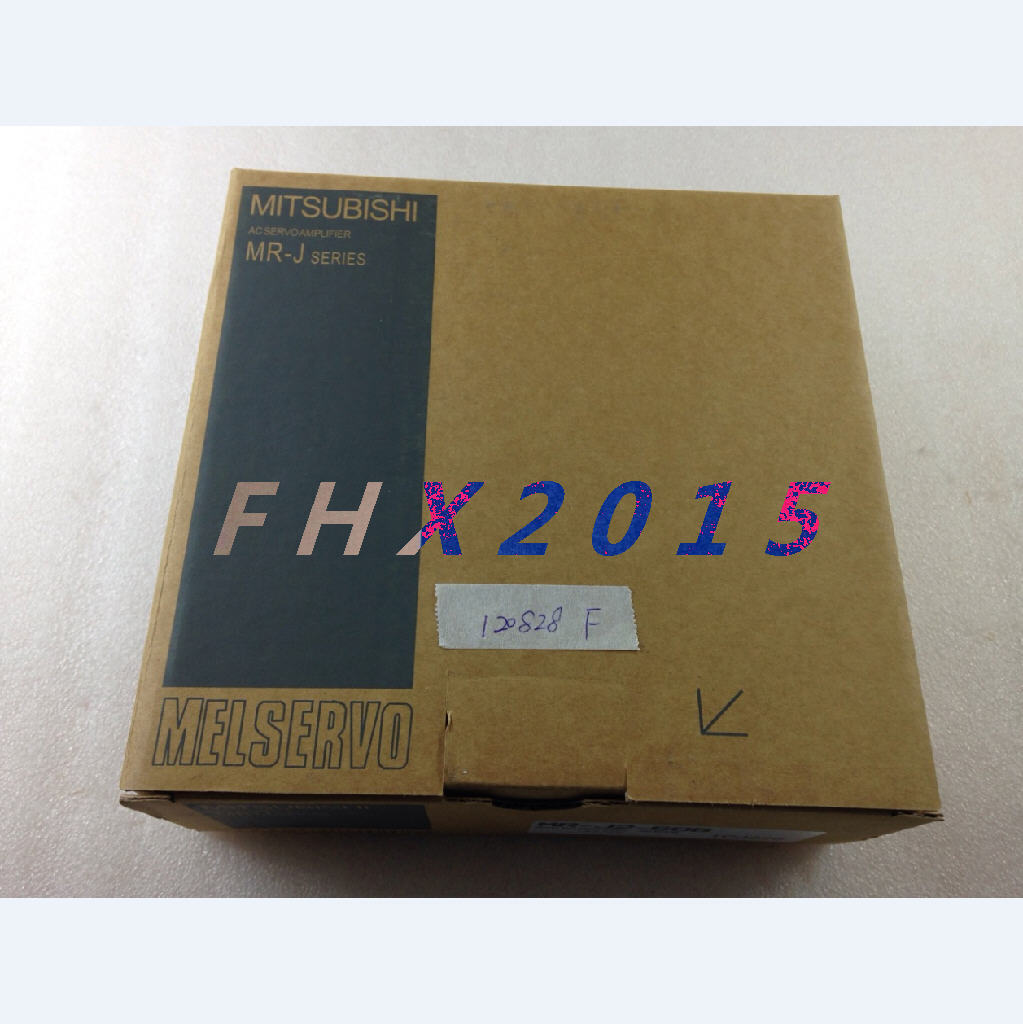 MITSUBISHI
AC SERVO AMPLIFIER
MR-J SERIES
FHX2015
120828 F
MELSERVO